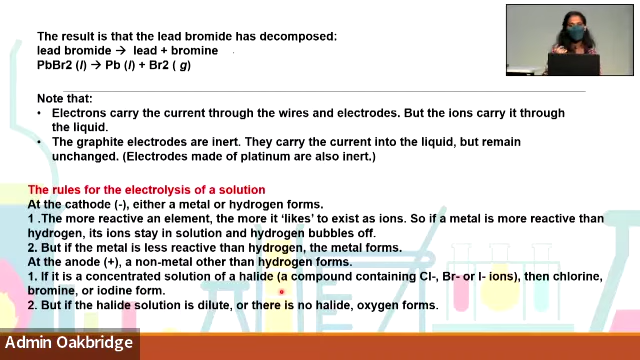 The result is that the lead bromide has decomposed:
lead bromide → lead + bromine
PbBr2 (l) → Pb (l) + Br2 ( g)
Note that:
• Electrons carry the current through the wires and electrodes. But the ions carry it through
the liquid.
• The graphite electrodes are inert. They carry the current into the liquid, but remain
unchanged. (Electrodes made of platinum are also inert.)
The rules for the electrolysis of a solution
At the cathode (-), either a metal or hydrogen forms.
1 .The more reactive an element, the more it ‘likes’ to exist as ions. So if a metal is more reactive than
hydrogen, its ions stay in solution and hydrogen bubbles off.
2. But if the metal is less reactive than hydrogen, the metal forms.
At the anode (+), a non-metal other than hydrogen forms.
1. If it is a concentrated solution of a halide (a compound containing Cl-, Br- or I- ions), then chlorine,
bromine, or iodine form.
2. But if the halide solution is dilute, or there is no halide, oxygen forms.
Admin Oakbridge